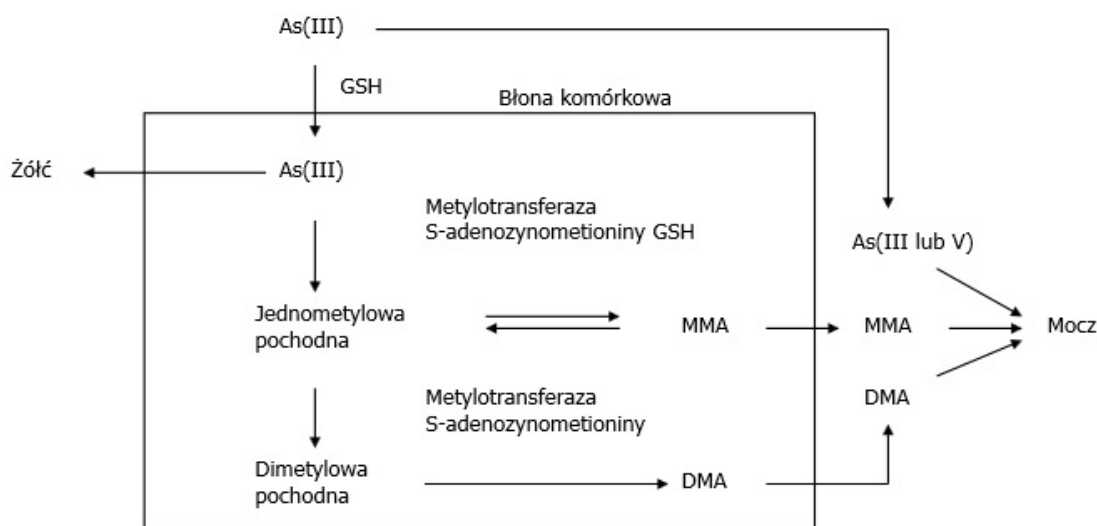 As(III)
GSH
Błona komórkowa
Żółć
As(III)
Metylotransferaza
S-adenozynometioniny GSH
As(III lub V)
Jednometylowa
pochodna
MMA
MMA
Mocz
Metylotransferaza
S-adenozynometioniny
DMA
Dimetylowa
pochodna
DMA